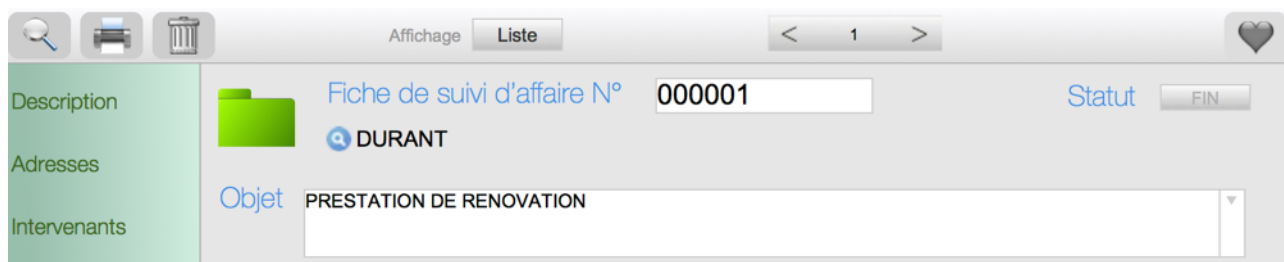 Affichage Liste < 1 >
Description
Fiche de suivi d'affaire N° 000001 Statut FIN
DURANT
Adresses
Objet PRESTATION DE RENOVATION
Intervenants